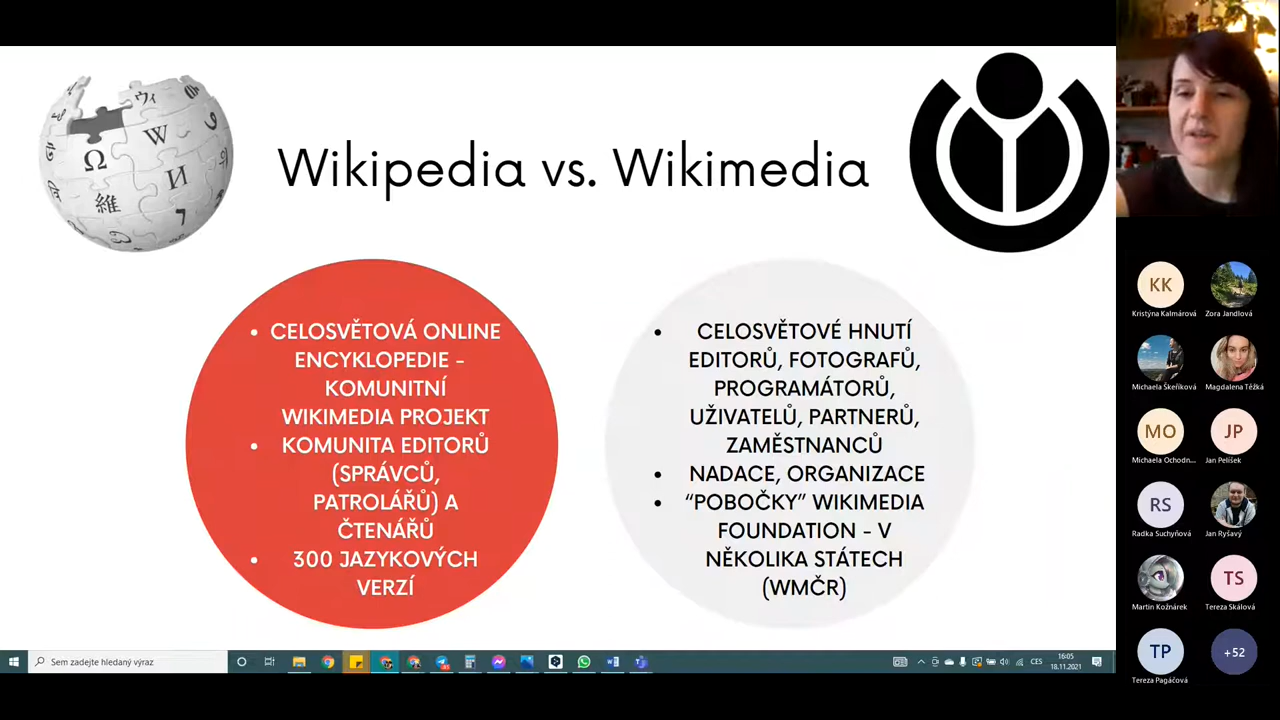 Wikipedia vs. Wikimedia
Ω
W
И
維
ウィ
• CELOSVĚTOVÁ ONLINE
ENCYKLOPEDIE -
KOMUNITNÍ
WIKIMEDIA PROJEKT
• KOMUNITA EDITORŮ
(SPRÁVCŮ,
PATROLÁŘŮ) A
ČTENÁŘŮ
• 300 JAZYKOVÝCH
VERZÍ
• CELOSVĚTOVÉ HNUTÍ
EDITORŮ, FOTOGRAFŮ,
PROGRAMÁTORŮ,
UŽIVATELŮ, PARTNERŮ,
ZAMĚSTNANCŮ
• NADACE, ORGANIZACE
• “POBOČKY” WIKIMEDIA
FOUNDATION - V
NĚKOLIKA STÁTECH
(WMČR)
KK
Kristýna Kalmárová
Zora Jandlová
Michaela Škeříková
Magdalena Těžká
MO
Michaela Ochodn...
JP
Jan Pelíšek
RS
Radka Suchyňová
Jan Ryšavý
Martin Kožnárek
TS
Tereza Skálová
TP
Tereza Pagáčová
+52
Sem zadejte hledaný výraz
CES
16:05
18.11.2021